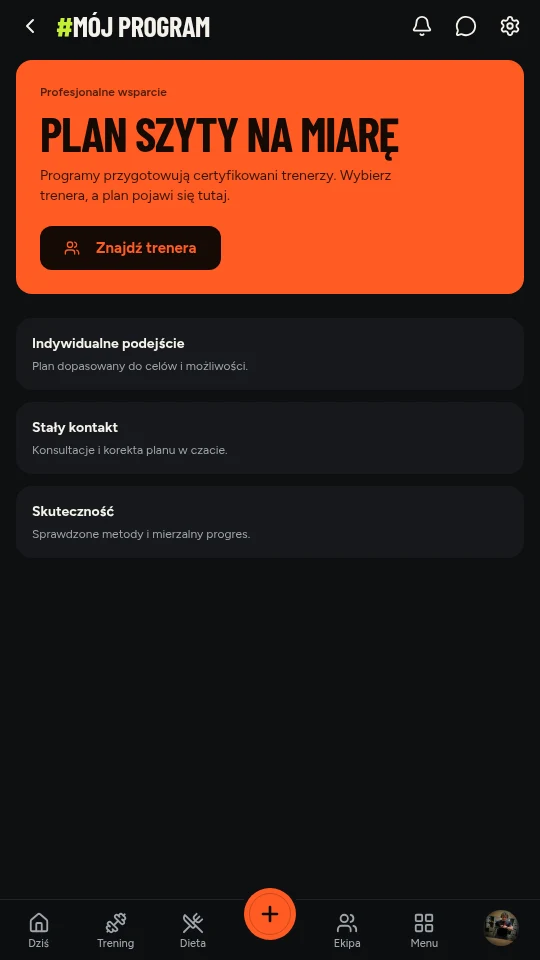 #MÓJ PROGRAM
Profesjonalne wsparcie
PLAN SZYTY NA MIARĘ
Programy przygotowują certyfikowani trenerzy. Wybierz
trenera, a plan pojawi się tutaj.
Znajdź trenera
Indywidualne podejście
Plan dopasowany do celów i możliwości.
Stały kontakt
Konsultacje i korekta planu w czasie.
Skuteczność
Sprawdzone metody i mierzalny progres.
Dziś
Trening
Dieta
Ekipa
Menu